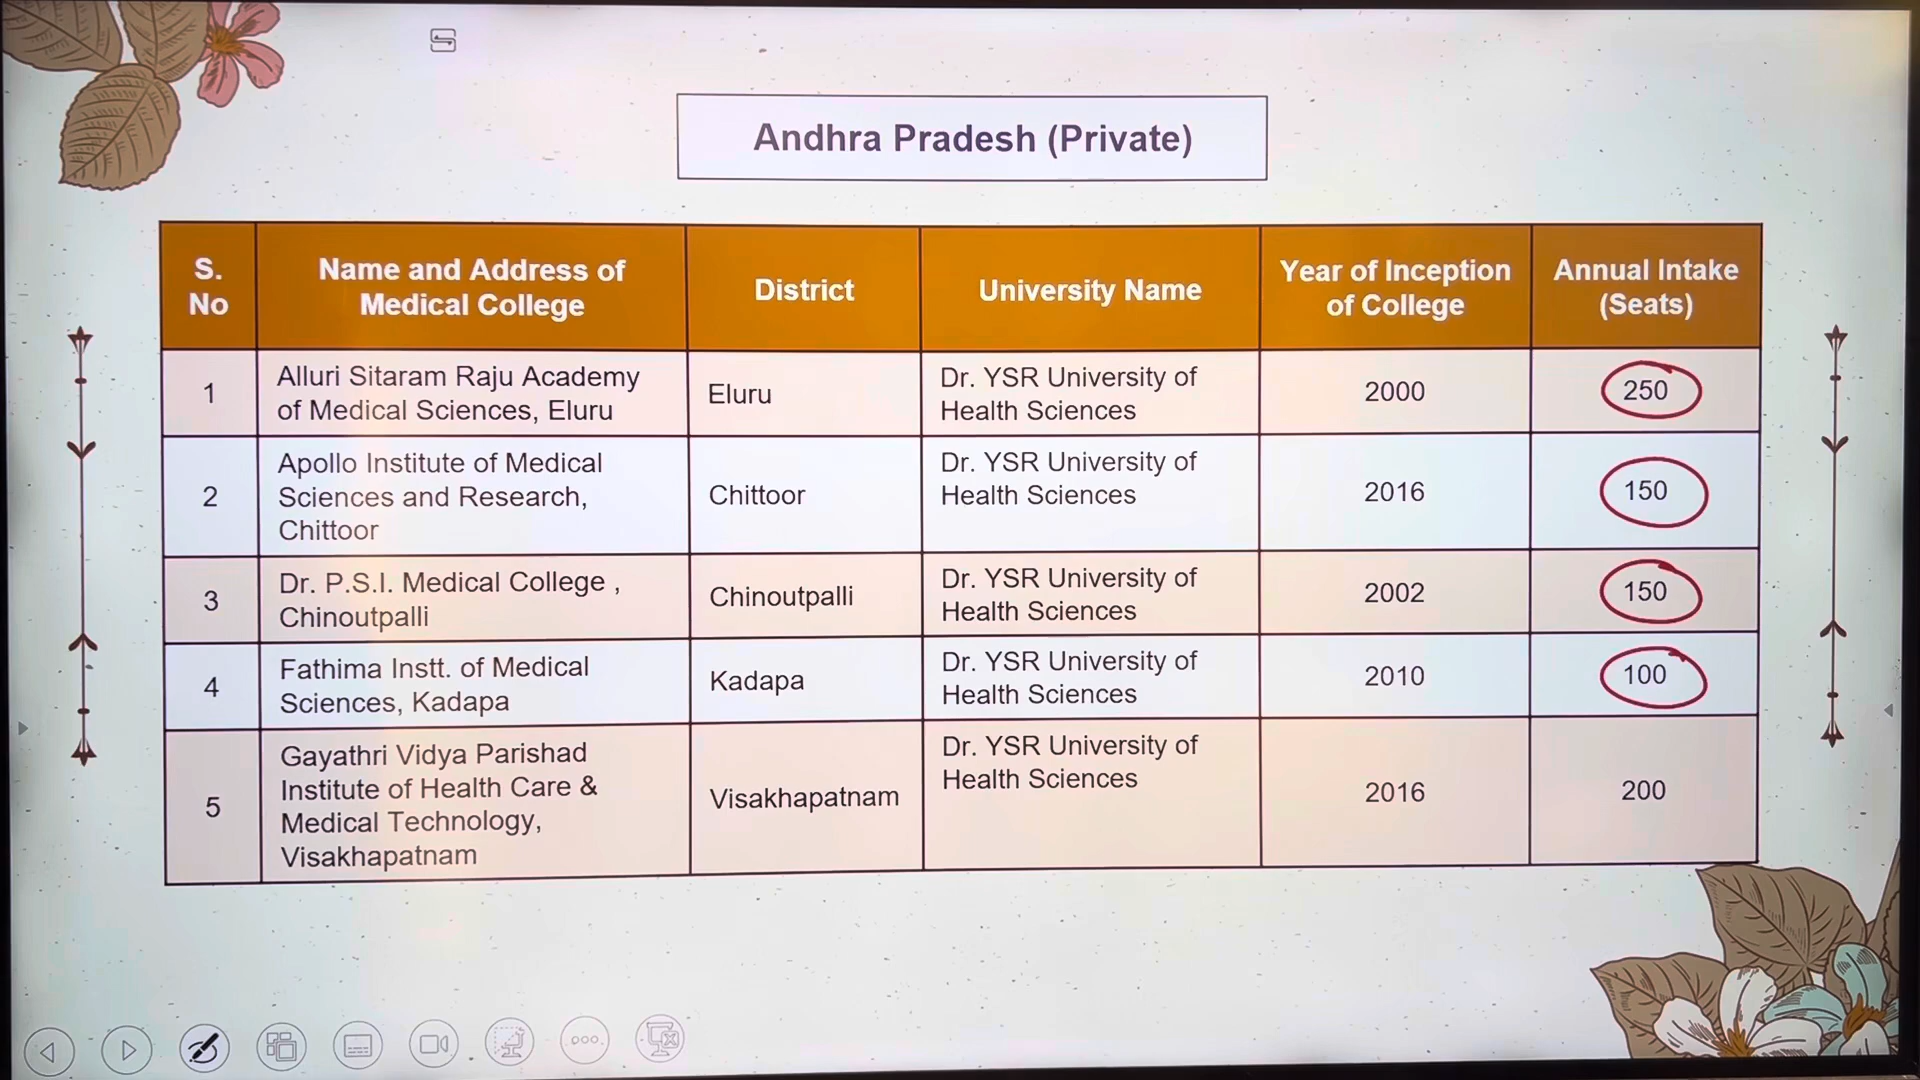 Andhra Pradesh (Private)
S.
No
Name and Address of
Medical College
District
University Name
Year of Inception
of College
Annual Intake
(Seats)
1
Alluri Sitaram Raju Academy
of Medical Sciences, Eluru
Eluru
Dr. YSR University of
Health Sciences
2000
250
2
Apollo Institute of Medical
Sciences and Research,
Chittoor
Chittoor
Dr. YSR University of
Health Sciences
2016
150
3
Dr. P.S.I. Medical College ,
Chinoutpalli
Chinoutpalli
Dr. YSR University of
Health Sciences
2002
150
4
Fathima Instt. of Medical
Sciences, Kadapa
Kadapa
Dr. YSR University of
Health Sciences
2010
100
5
Gayathri Vidya Parishad
Institute of Health Care &
Medical Technology,
Visakhapatnam
Visakhapatnam
Dr. YSR University of
Health Sciences
2016
200